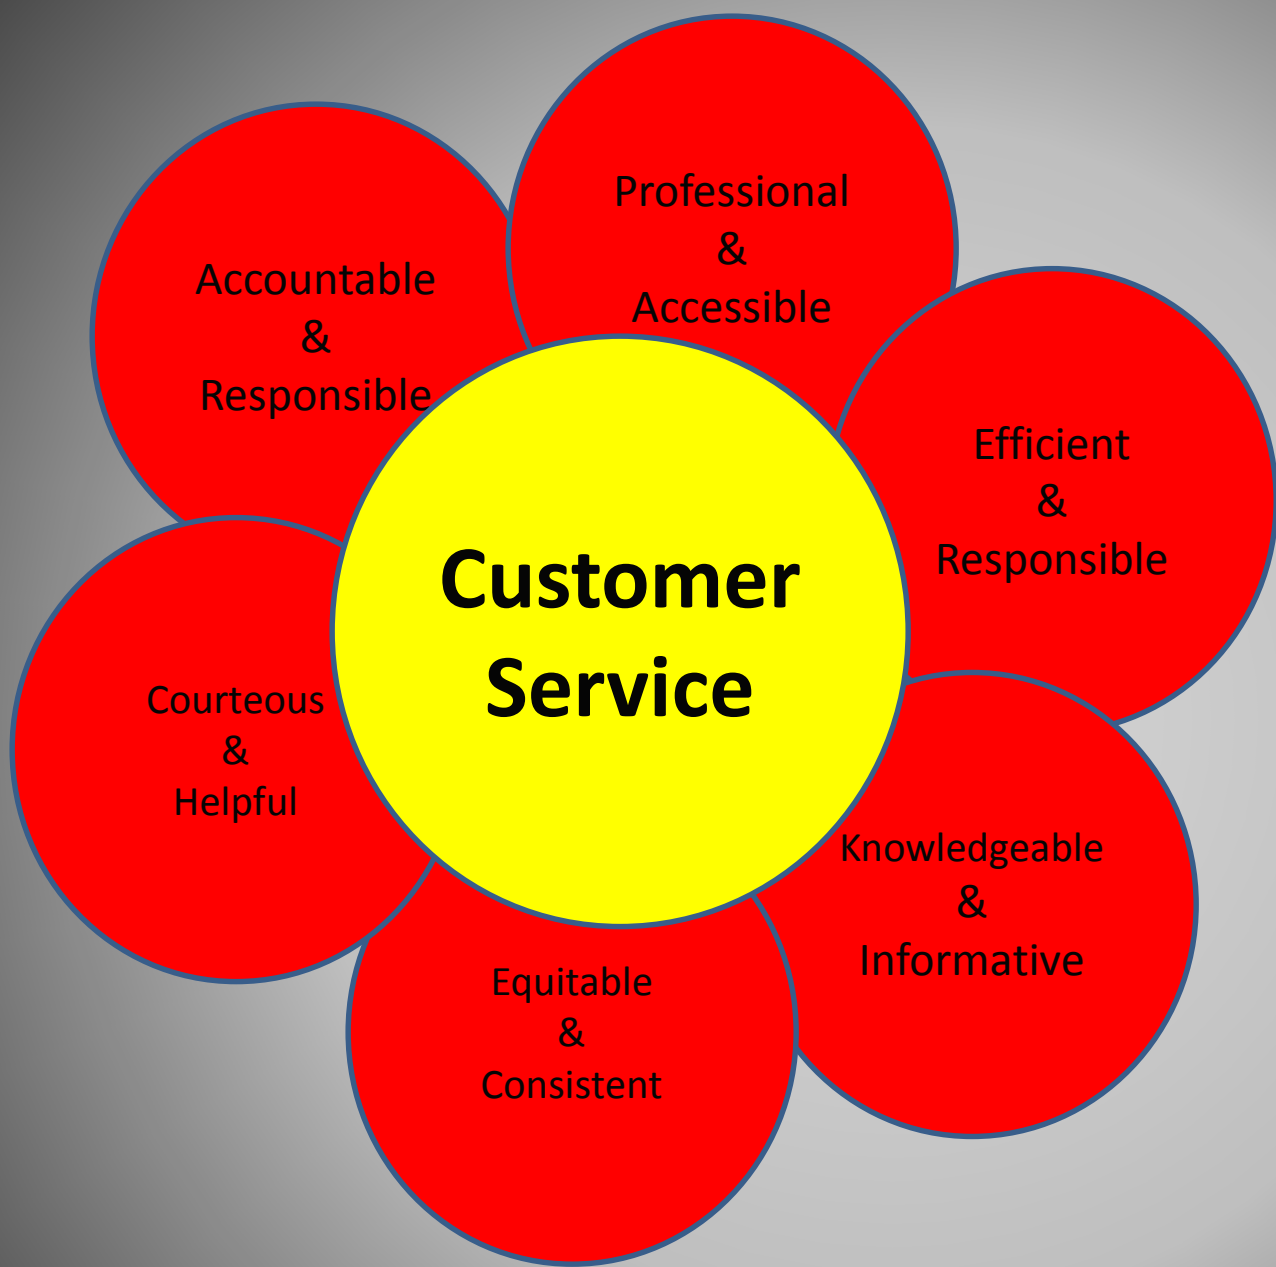 Professional
&
Accessible
Accountable
&
Responsible
Efficient
&
Responsible
Customer
Service
Courteous
&
Helpful
Knowledgeable
&
Informative
Equitable
&
Consistent